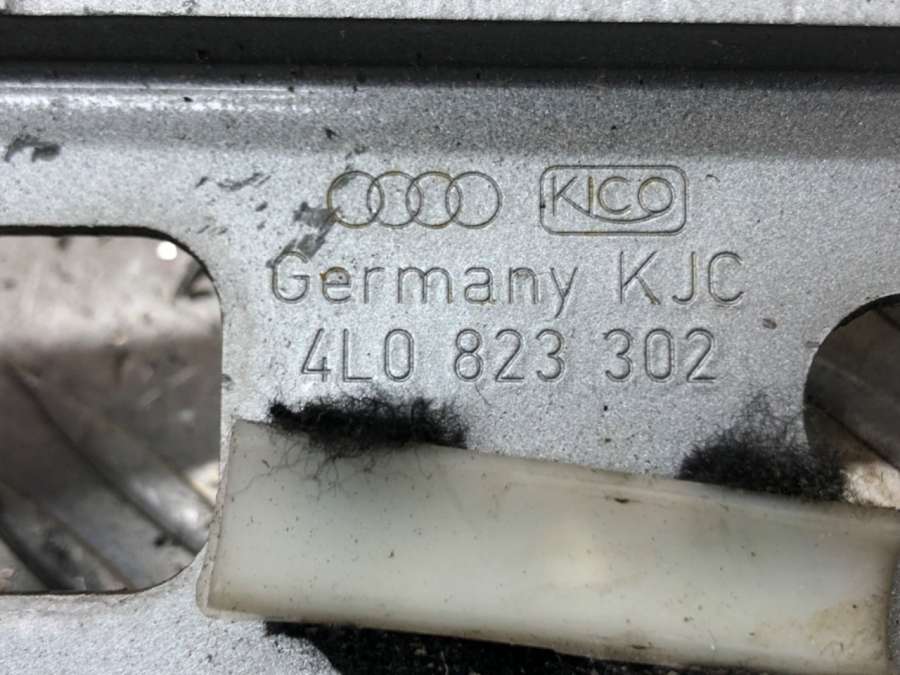 KICO
Germany KJC
4L0 823 302